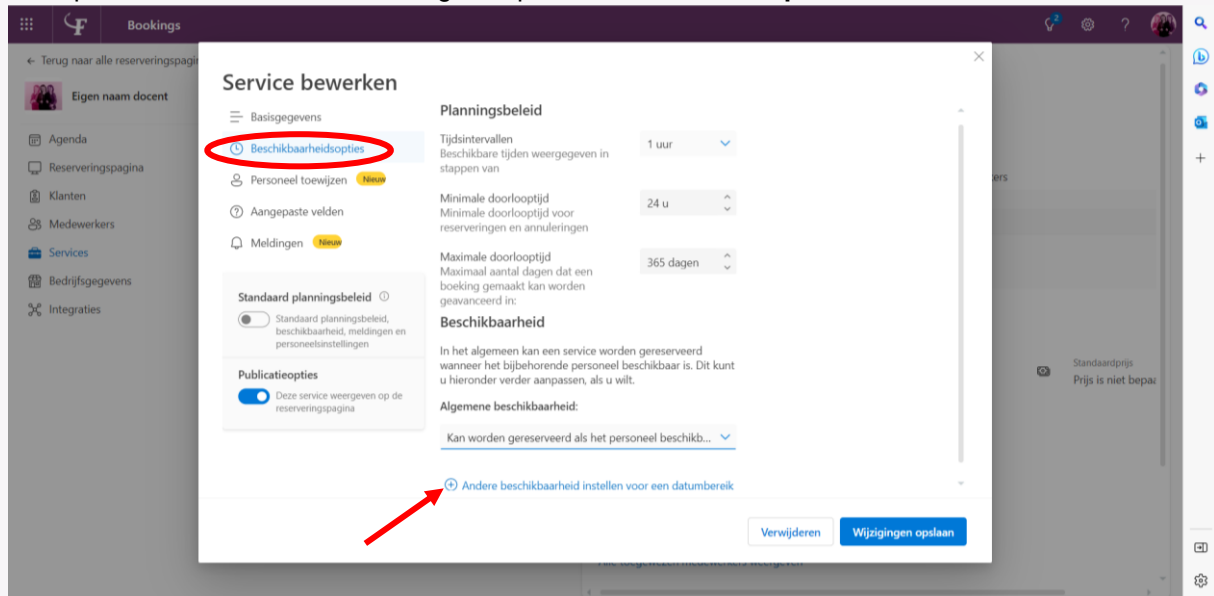 Bookings
2
?
← Terug naar alle reserveringspagin
Eigen naam docent
Agenda
Reserveringspagina
Klanten
Medewerkers
Services
Bedrijfsgegevens
Integraties
Service bewerken
Basisgegevens
Beschikbaarheidsopties
Personeel toewijzen Nieuw
Aangepaste velden
Meldingen Nieuw
Standaard planningsbeleid
Standaard planningsbeleid,
beschikbaarheid, meldingen en
personeelsinstellingen
Publicatieopties
Deze service weergeven op de
reserveringspagina
Planningsbeleid
Tijdsintervallen
Beschikbare tijden weergegeven in
stappen van
1 uur
Minimale doorlooptijd
Minimale doorlooptijd voor
reserveringen en annuleringen
24 u
Maximale doorlooptijd
Maximaal aantal dagen dat een
boeking gemaakt kan worden
geavanceerd in:
365 dagen
Beschikbaarheid
In het algemeen kan een service worden gereserveerd
wanneer het bijbehorende personeel beschikbaar is. Dit kunt
u hieronder verder aanpassen, als u wilt.
Algemene beschikbaarheid:
Kan worden gereserveerd als het personeel beschikb...
Andere beschikbaarheid instellen voor een datumbereik
Verwijderen
Wijzigingen opslaan
ers
Standaardprijs
Prijs is niet bepaa